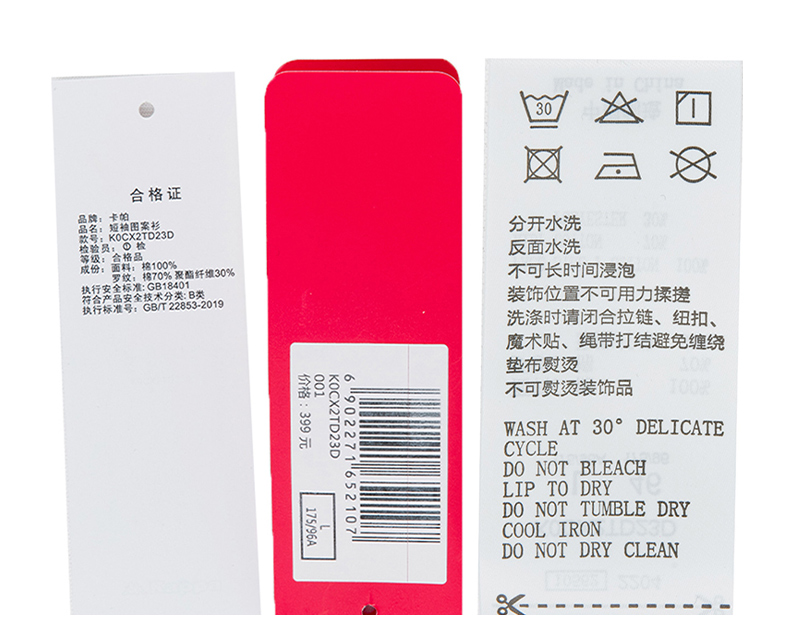 合格证
品牌：卡帕
品名：短袖图案衫
款号：K0CX2TD23D
检验员：① 检
等级：合格品
成份：面料：棉100%
罗纹：棉70% 聚酯纤维30%
执行安全标准: GB18401
符合产品安全技术分类: B类
执行标准号：GB/T 22853-2019
6 902271 652107
K0CX2TD23D
001
价格：399 元
L
175/96A
30
分开水洗
反面水洗
不可长时间浸泡
装饰位置不可用力揉搓
洗涤时请闭合拉链、纽扣、
魔术贴、绳带打结避免缠绕
垫布熨烫
不可熨烫装饰品
WASH AT 30° DELICATE
CYCLE
DO NOT BLEACH
LIP TO DRY
DO NOT TUMBLE DRY
COOL IRON
DO NOT DRY CLEAN